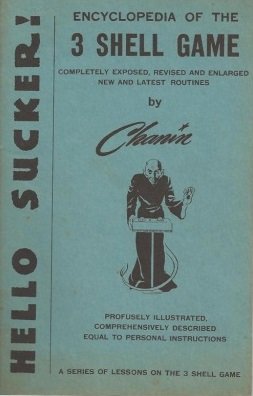 HELLO SUCKER!
ENCYCLOPEDIA OF THE
3 SHELL GAME
COMPLETELY EXPOSED, REVISED AND ENLARGED
NEW AND LATEST ROUTINES
by
Chanin
PROFUSELY ILLUSTRATED,
COMPREHENSIVELY DESCRIBED
EQUAL TO PERSONAL INSTRUCTIONS
A SERIES OF LESSONS ON THE 3 SHELL GAME